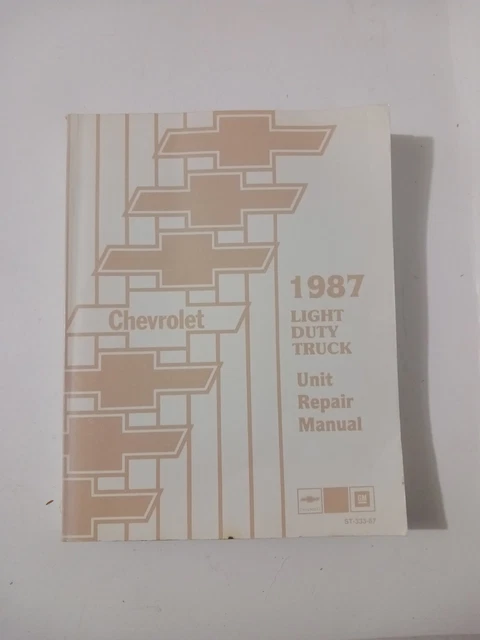 Chevrolet
1987
LIGHT
DUTY
TRUCK
Unit
Repair
Manual